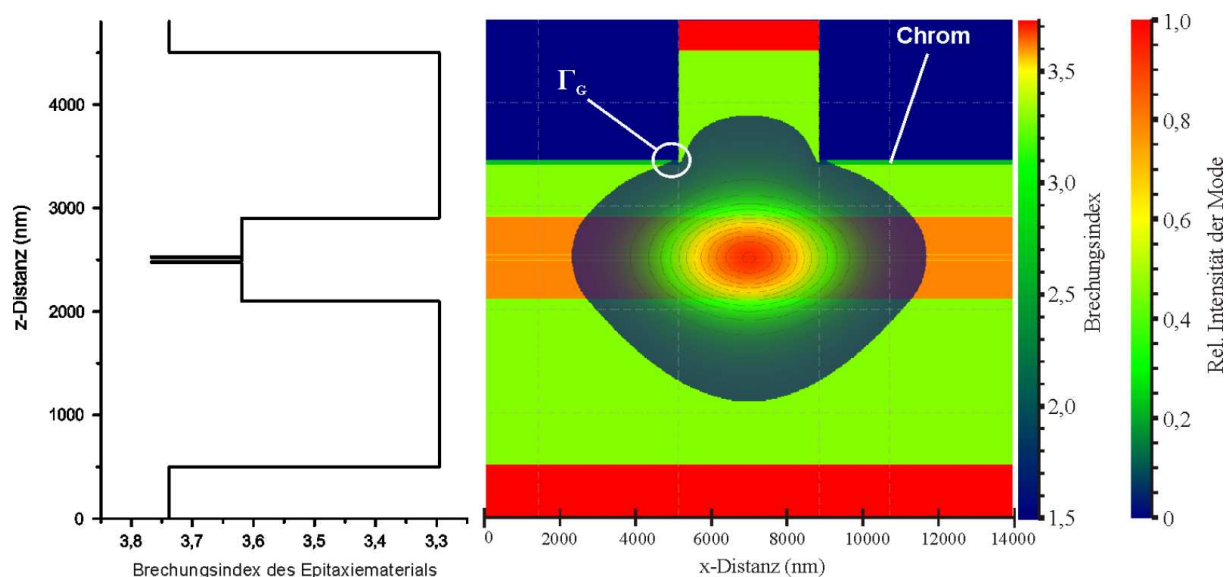 z-Distanz (nm)
4000
3000
2000
1000
0
3,8 3,7 3,6 3,5 3,4 3,3
Brechungsindex des Epitaxiematerials
Γ_G
Chrom
0 2000 4000 6000 8000 10000 12000 14000
x-Distanz (nm)
3,5
3,0
2,5
2,0
1,5
Brechungsindex
1,0
0,8
0,6
0,4
0,2
0
Rel. Intensität der Mode